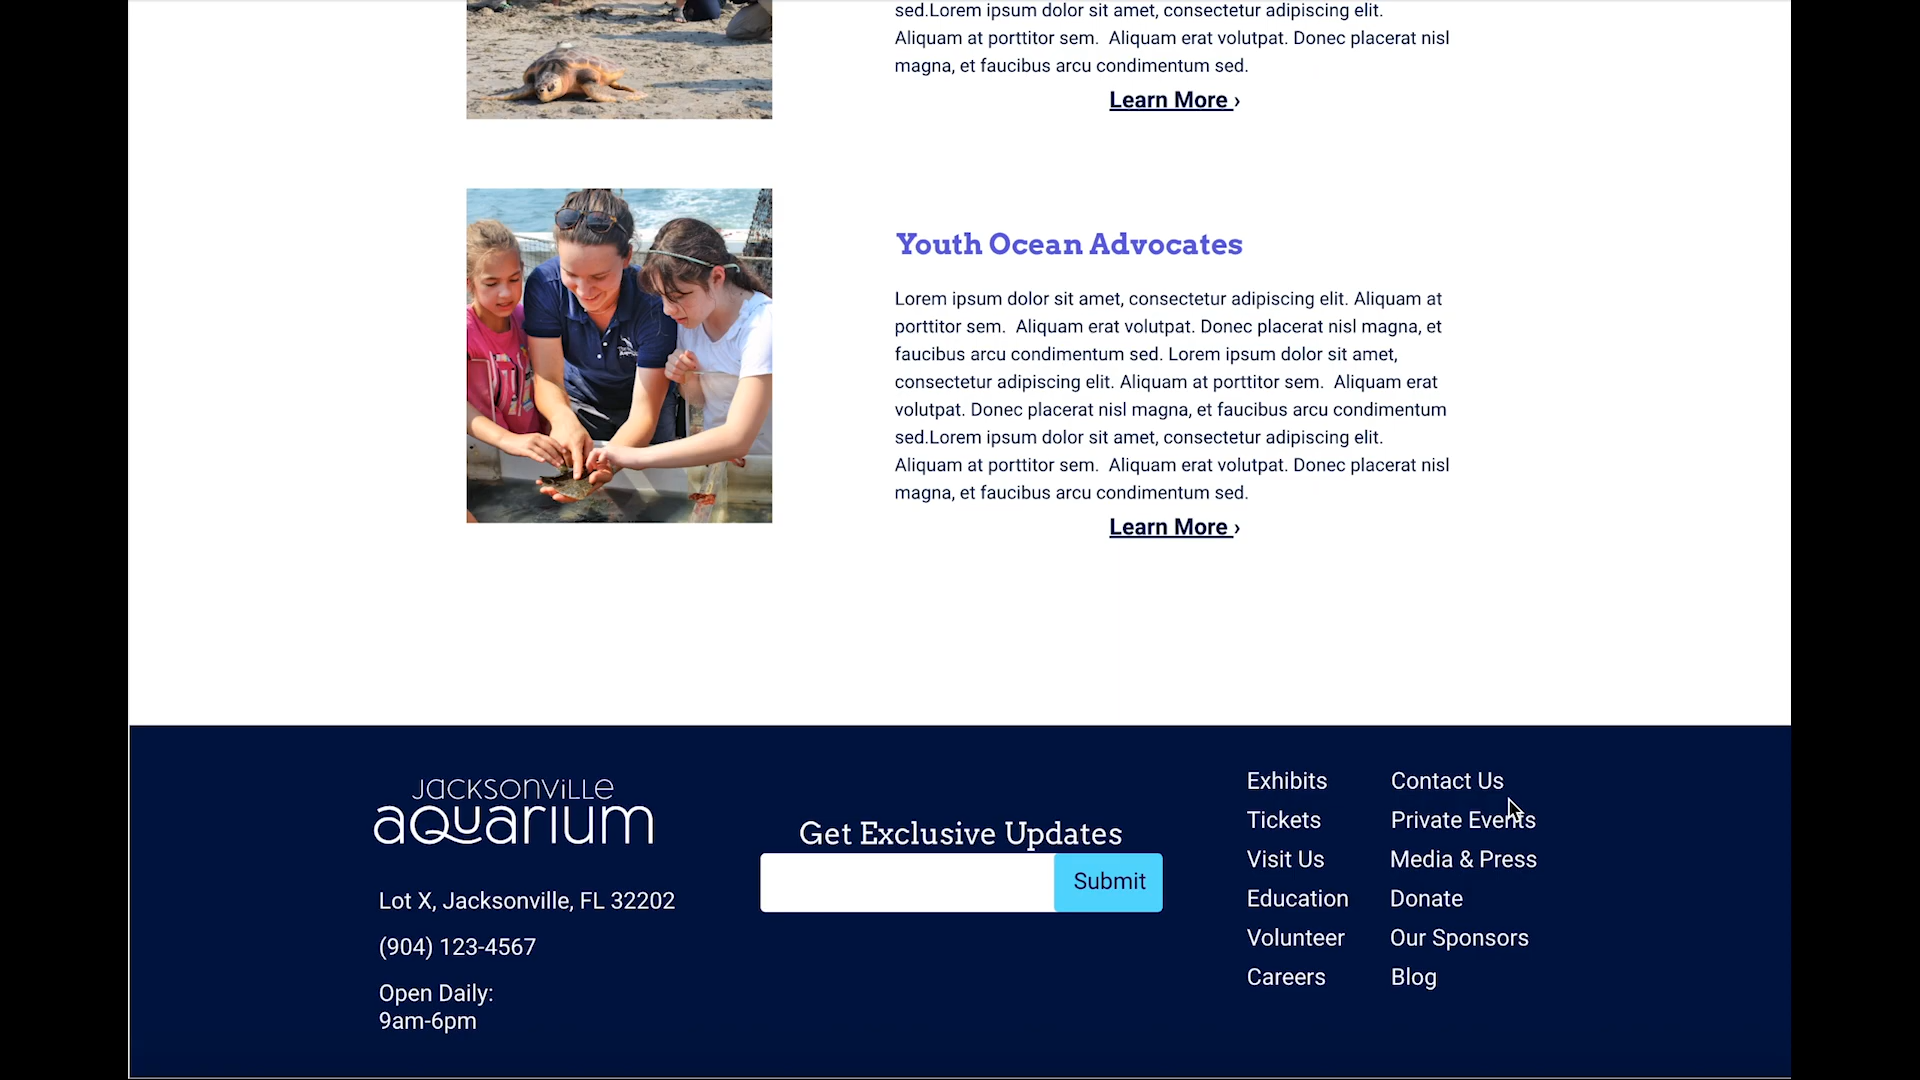 sed.Lorem ipsum dolor sit amet, consectetur adipiscing elit.
Aliquam at porttitor sem.  Aliquam erat volutpat. Donec placerat nisl
magna, et faucibus arcu condimentum sed.
Learn More ›
Youth Ocean Advocates
Lorem ipsum dolor sit amet, consectetur adipiscing elit. Aliquam at
porttitor sem.  Aliquam erat volutpat. Donec placerat nisl magna, et
faucibus arcu condimentum sed. Lorem ipsum dolor sit amet,
consectetur adipiscing elit. Aliquam at porttitor sem.  Aliquam erat
volutpat. Donec placerat nisl magna, et faucibus arcu condimentum
sed.Lorem ipsum dolor sit amet, consectetur adipiscing elit.
Aliquam at porttitor sem.  Aliquam erat volutpat. Donec placerat nisl
magna, et faucibus arcu condimentum sed.
Learn More ›
Jacksonville
aquarium
Lot X, Jacksonville, FL 32202
(904) 123-4567
Open Daily:
9am-6pm
Get Exclusive Updates
Submit
Exhibits
Tickets
Visit Us
Education
Volunteer
Careers
Contact Us
Private Events
Media & Press
Donate
Our Sponsors
Blog